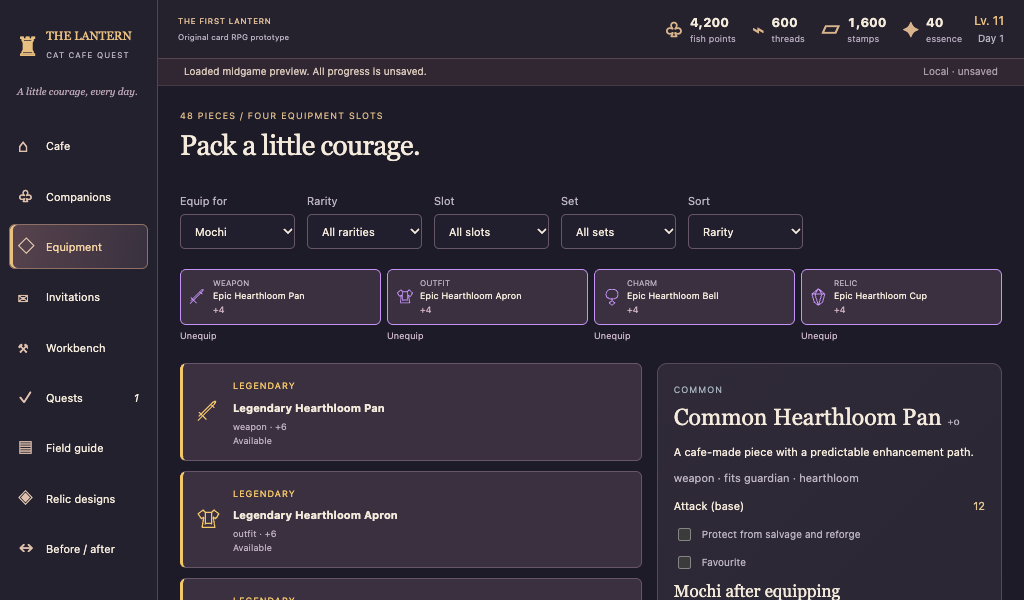 THE LANTERN
CAT CAFE QUEST
A little courage, every day.
Cafe
Companions
Equipment
Invitations
Workbench
Quests 1
Field guide
Relic designs
Before / after
THE FIRST LANTERN
Original card RPG prototype
4,200
fish points
600
threads
1,600
stamps
40
essence
Lv. 11
Day 1
Loaded midgame preview. All progress is unsaved.
Local · unsaved
48 PIECES / FOUR EQUIPMENT SLOTS
Pack a little courage.
Equip for
Mochi
Rarity
All rarities
Slot
All slots
Set
All sets
Sort
Rarity
WEAPON
Epic Hearthloom Pan
+4
Unequip
OUTFIT
Epic Hearthloom Apron
+4
Unequip
CHARM
Epic Hearthloom Bell
+4
Unequip
RELIC
Epic Hearthloom Cup
+4
Unequip
LEGENDARY
Legendary Hearthloom Pan
weapon · +6
Available
LEGENDARY
Legendary Hearthloom Apron
outfit · +6
Available
LEGENDARY
COMMON
Common Hearthloom Pan +0
A cafe-made piece with a predictable enhancement path.
weapon · fits guardian · hearthloom
Attack (base) 12
Protect from salvage and reforge
Favourite
Mochi after equipping